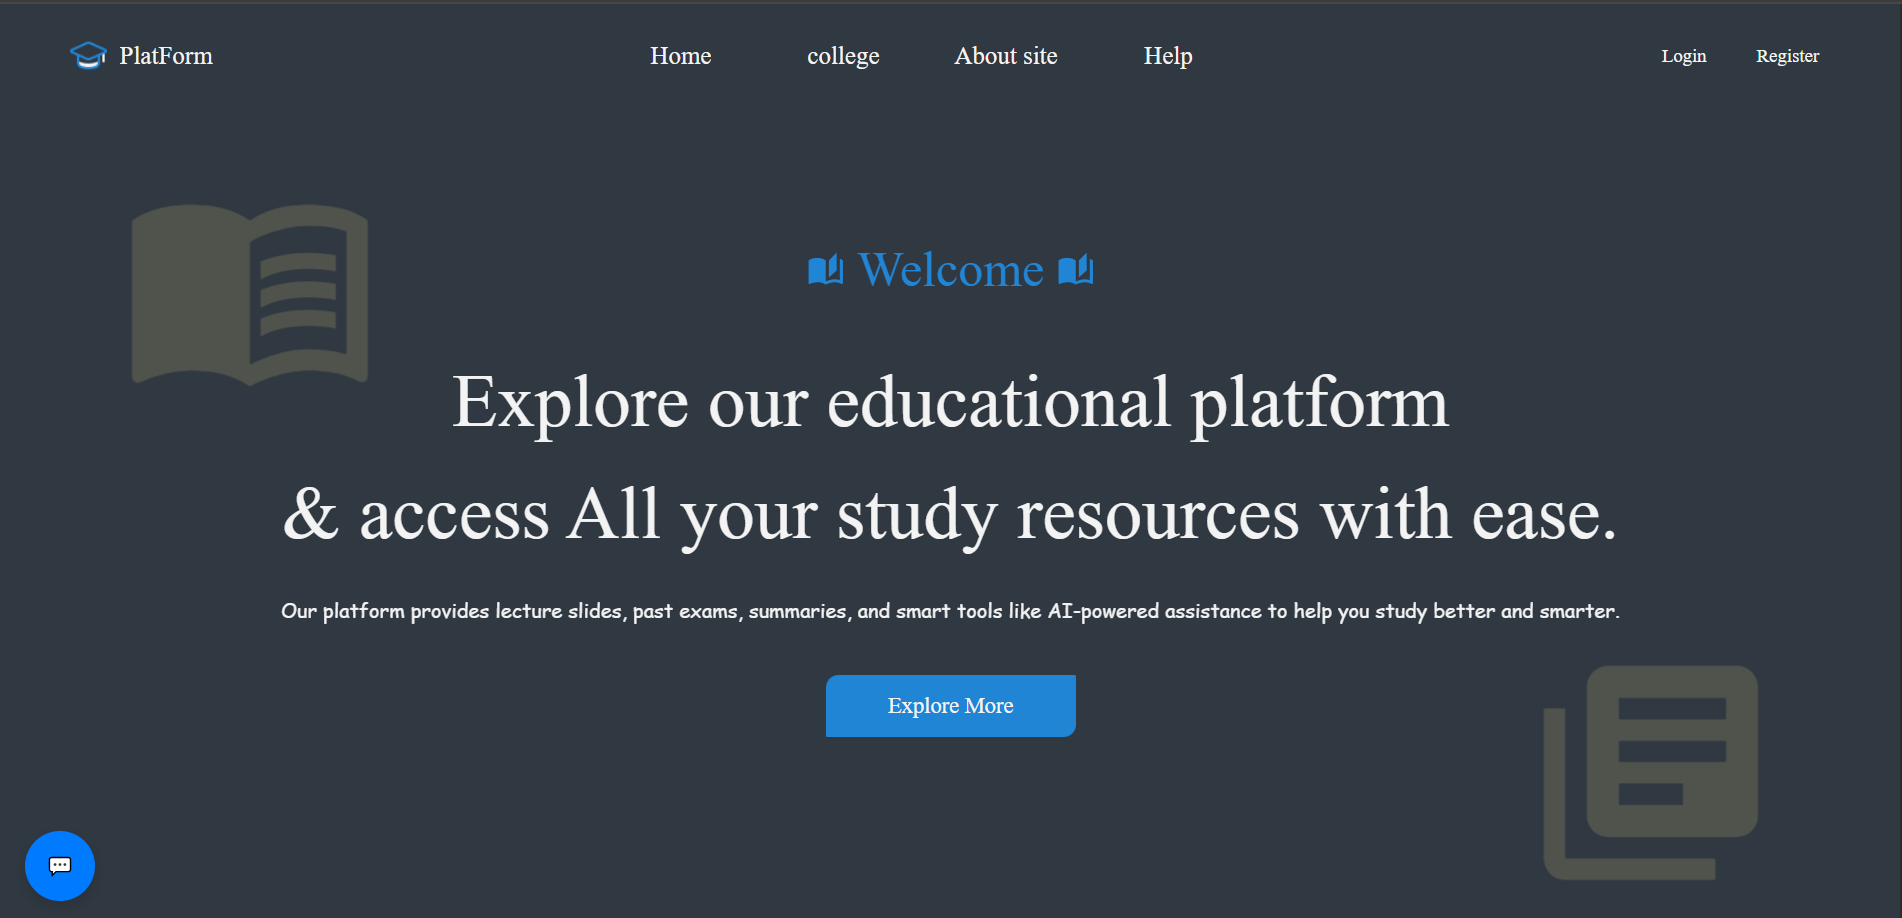 PlatForm
Home
college
About site
Help
Login
Register
Welcome
Explore our educational platform
& access All your study resources with ease.
Our platform provides lecture slides, past exams, summaries, and smart tools like AI-powered assistance to help you study better and smarter.
Explore More